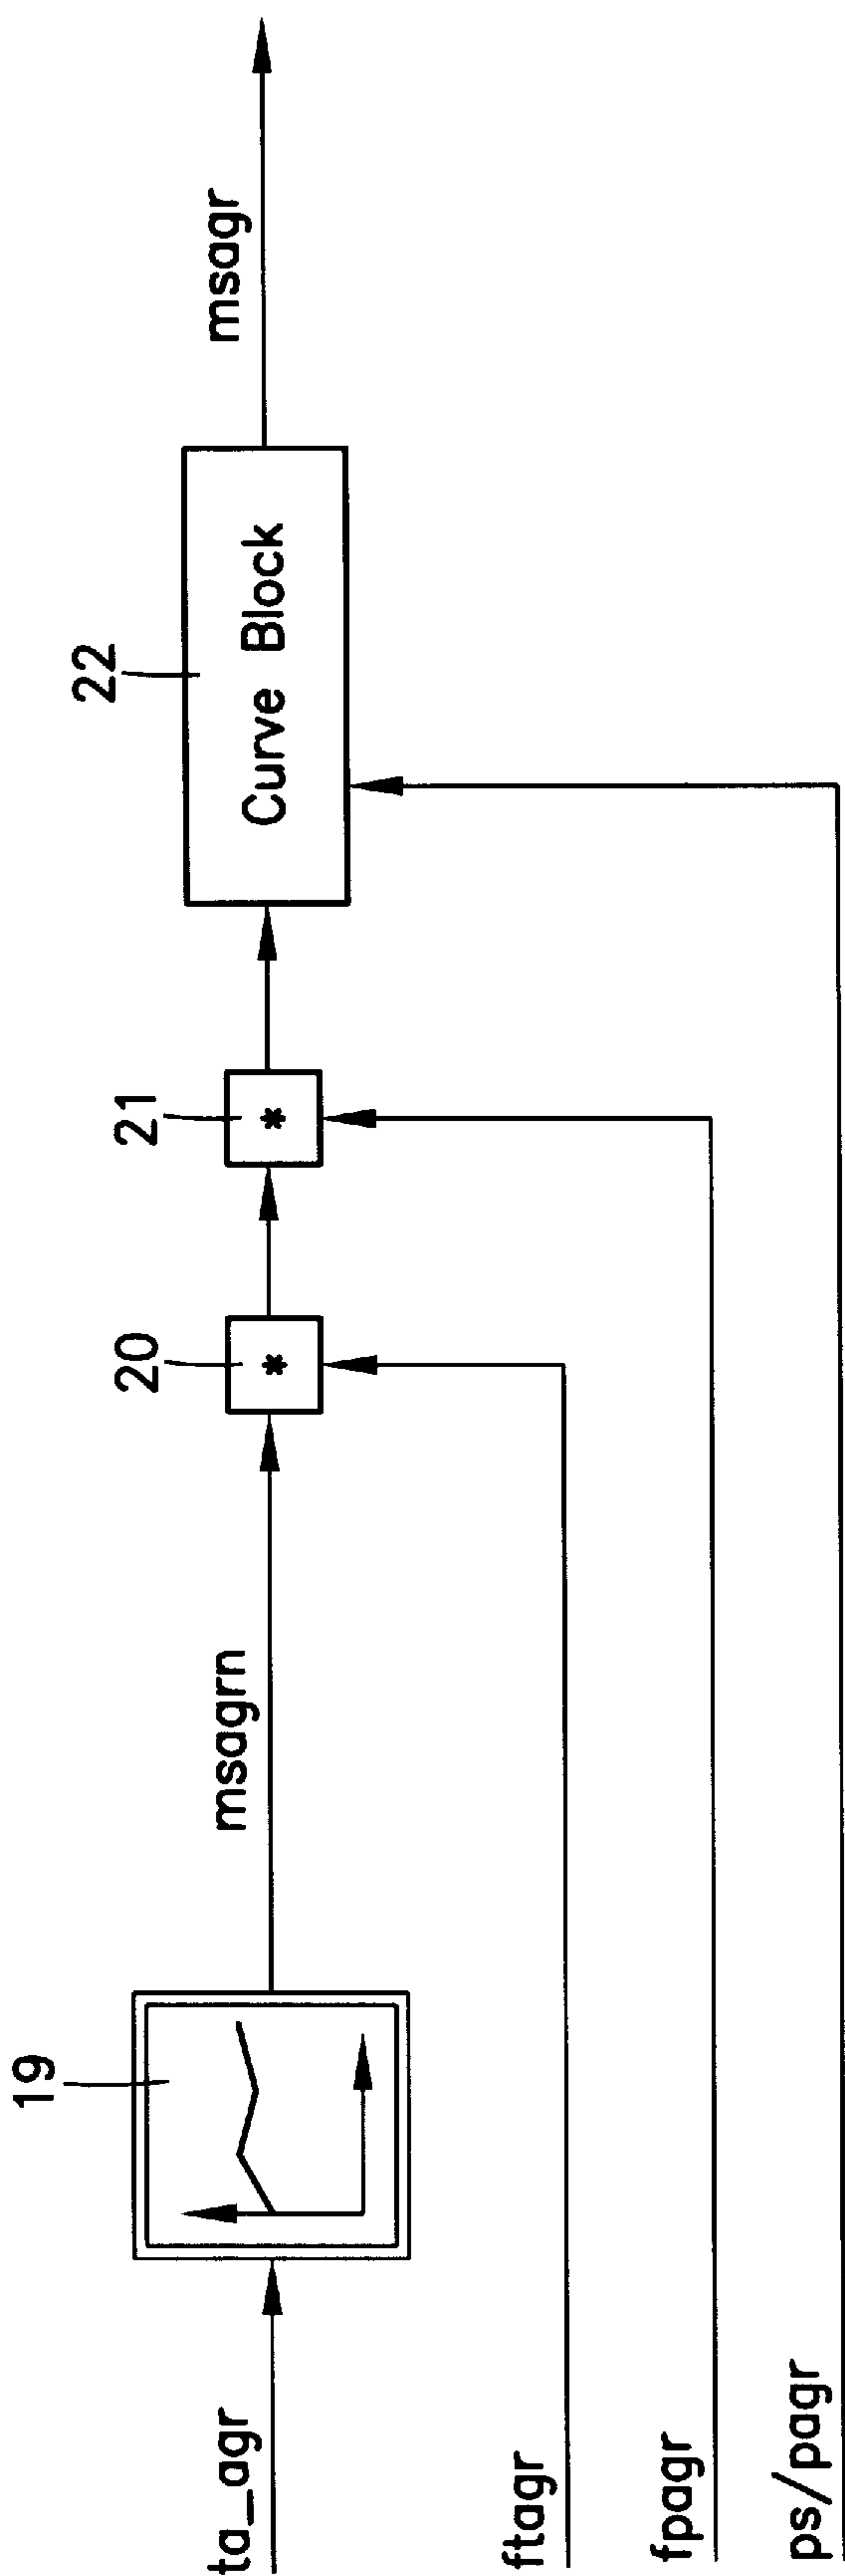 19
ta_agr
msagrn
20
*
21
*
22
Curve Block
msagr
ftagr
fpagr
ps/pagr